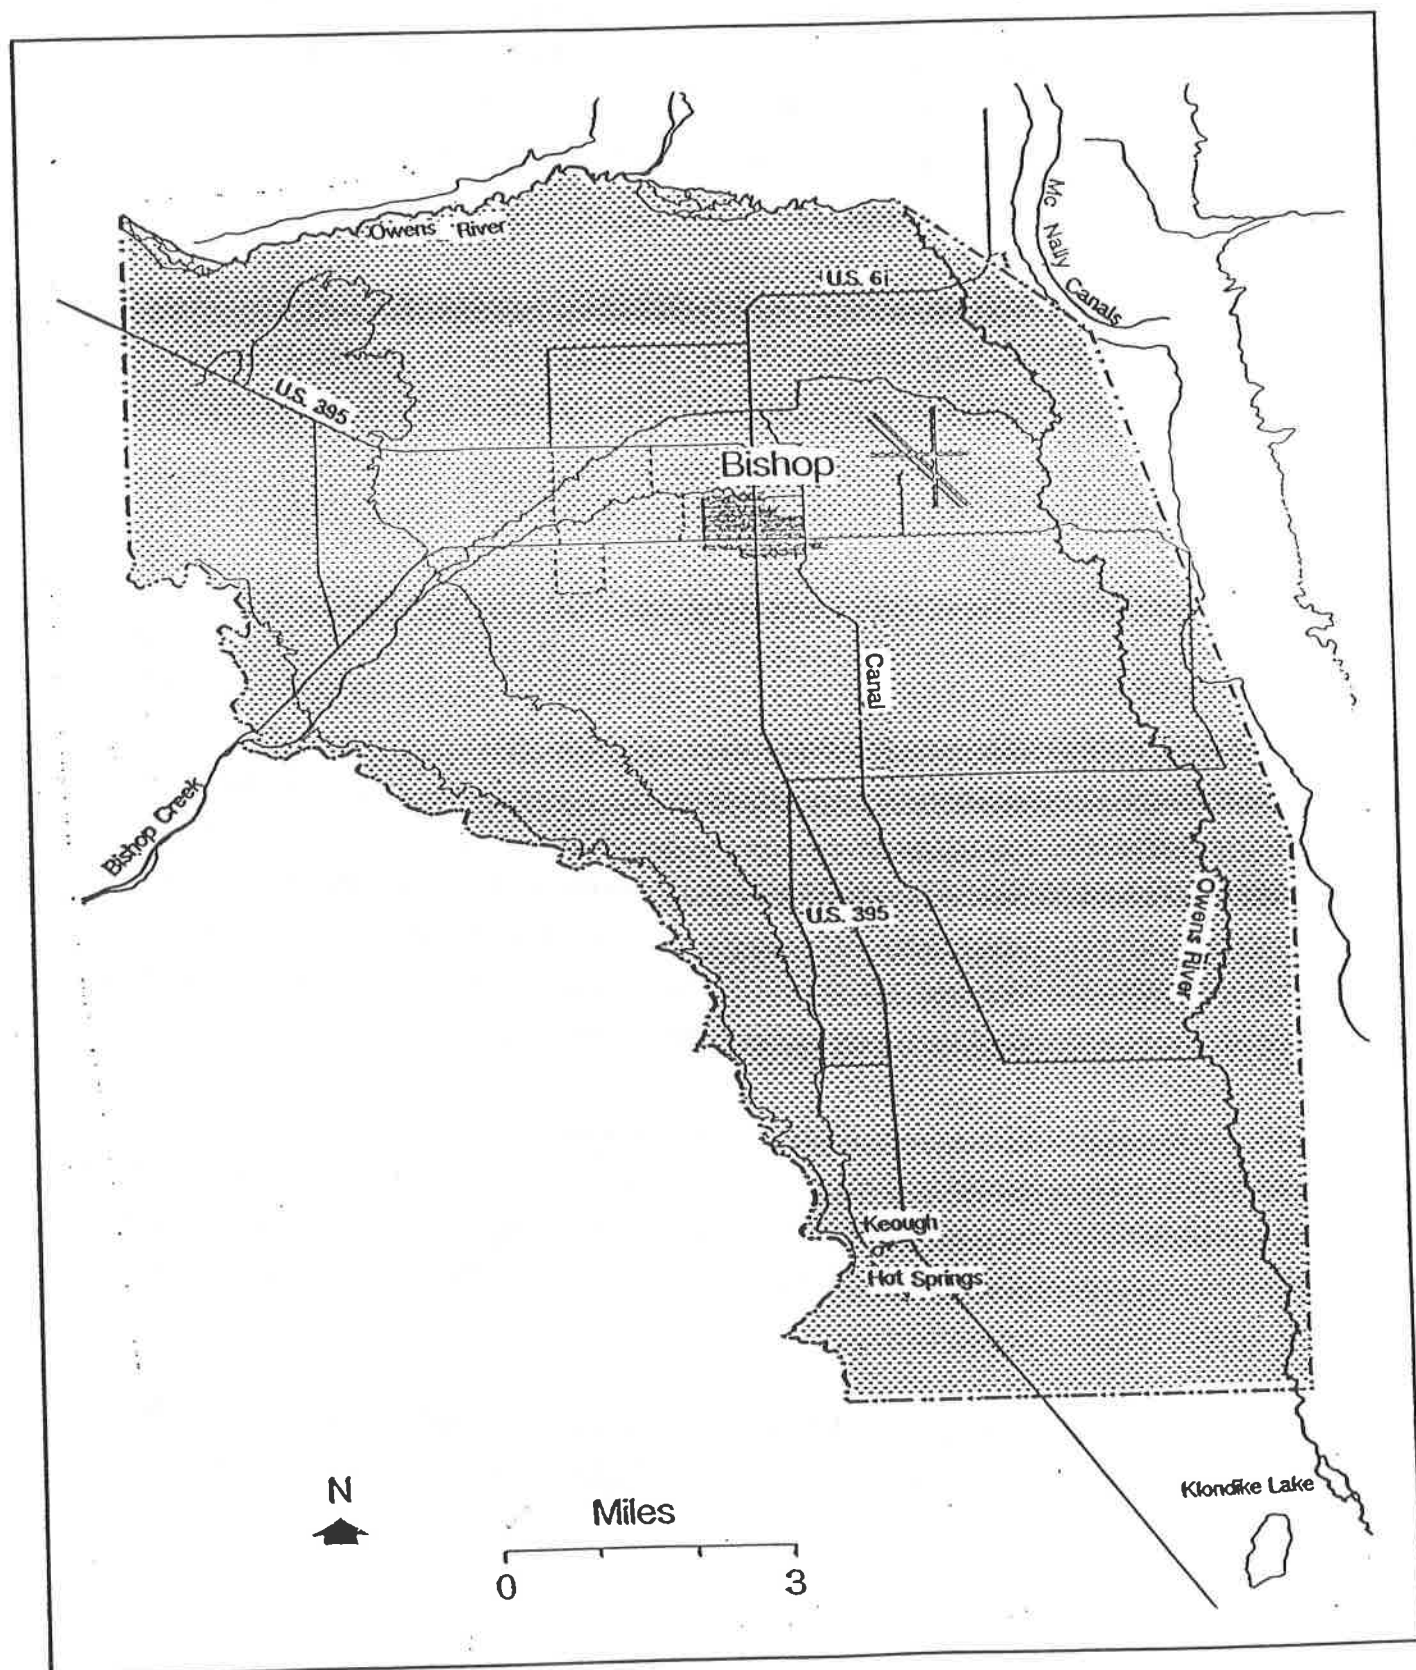 Owens River
U.S. 6
Mc Nally Canals
U.S. 395
Bishop
Canal
Bishop Creek
U.S. 395
Owens River
Keough
Hot Springs
Klondike Lake
N
Miles
0 3